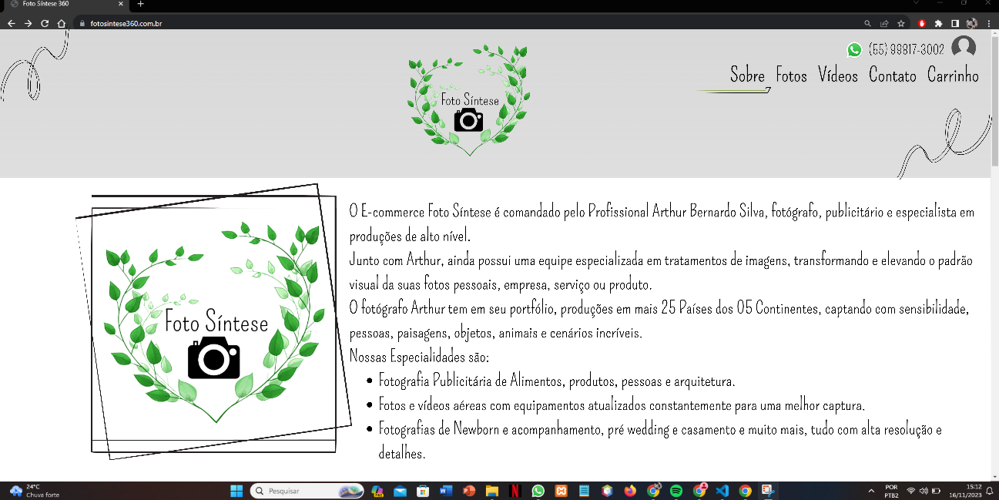 Foto Síntese 360
fotosintese360.com.br
(55) 99917-3002
Sobre Fotos Vídeos Contato Carrinho
Foto Síntese
O E-commerce Foto Síntese é comandado pelo Profissional Arthur Bernardo Silva, fotógrafo, publicitário e especialista em
produções de alto nível.
Junto com Arthur, ainda possui uma equipe especializada em tratamentos de imagens, transformando e elevando o padrão
visual da suas fotos pessoais, empresa, serviço ou produto.
O fotógrafo Arthur tem em seu portfólio, produções em mais 25 Países dos 05 Continentes, captando com sensibilidade,
pessoas, paisagens, objetos, animais e cenários incríveis.
Nossas Especialidades são:
Fotografia Publicitária de Alimentos, produtos, pessoas e arquitetura.
Fotos e vídeos aéreas com equipamentos atualizados constantemente para uma melhor captura.
Fotografias de Newborn e acompanhamento, pré wedding e casamento e muito mais, tudo com alta resolução e
detalhes.
Foto Síntese
24°C
Chuva forte
Pesquisar
POR
PTB2
15:12
16/11/2023